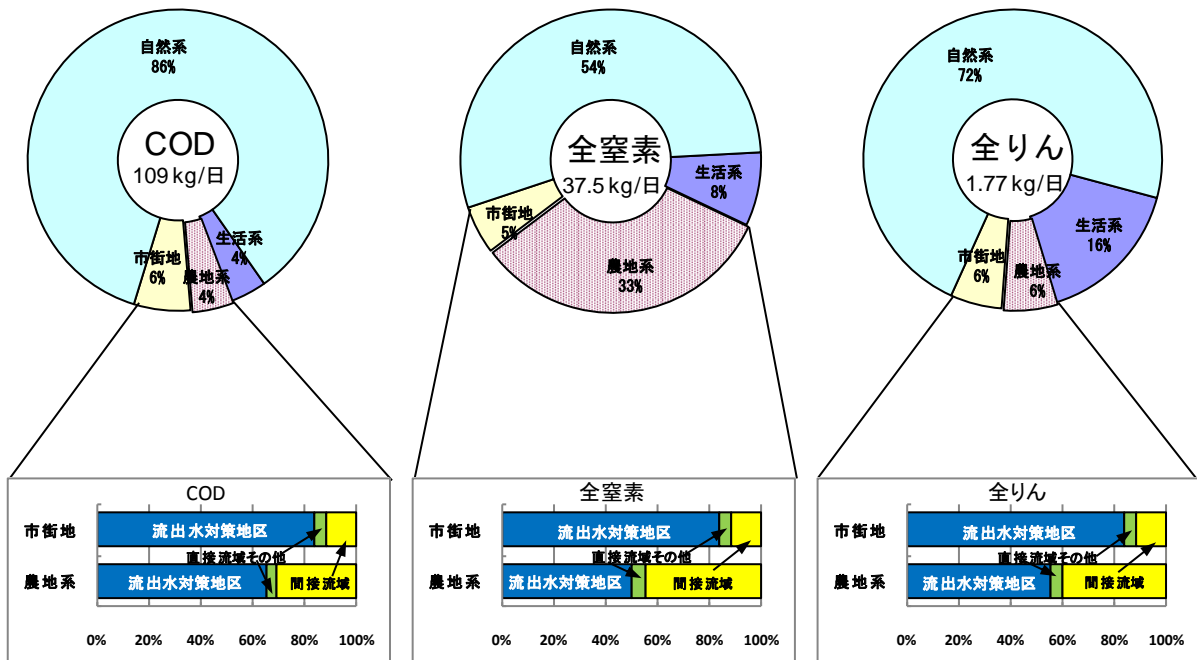 自然系
86%
COD
109 kg/日
生活系
4%
市街地
6%
農地系
4%
自然系
54%
全窒素
37.5 kg/日
生活系
8%
市街地
5%
農地系
33%
自然系
72%
全りん
1.77 kg/日
生活系
16%
市街地
6%
農地系
6%
COD
市街地
流出水対策地区
直接流域その他
農地系
流出水対策地区
間接流域
0% 20% 40% 60% 80% 100%
全窒素
市街地
流出水対策地区
直接流域その他
農地系
流出水対策地区
間接流域
0% 20% 40% 60% 80% 100%
全りん
市街地
流出水対策地区
直接流域その他
農地系
流出水対策地区
間接流域
0% 20% 40% 60% 80% 100%